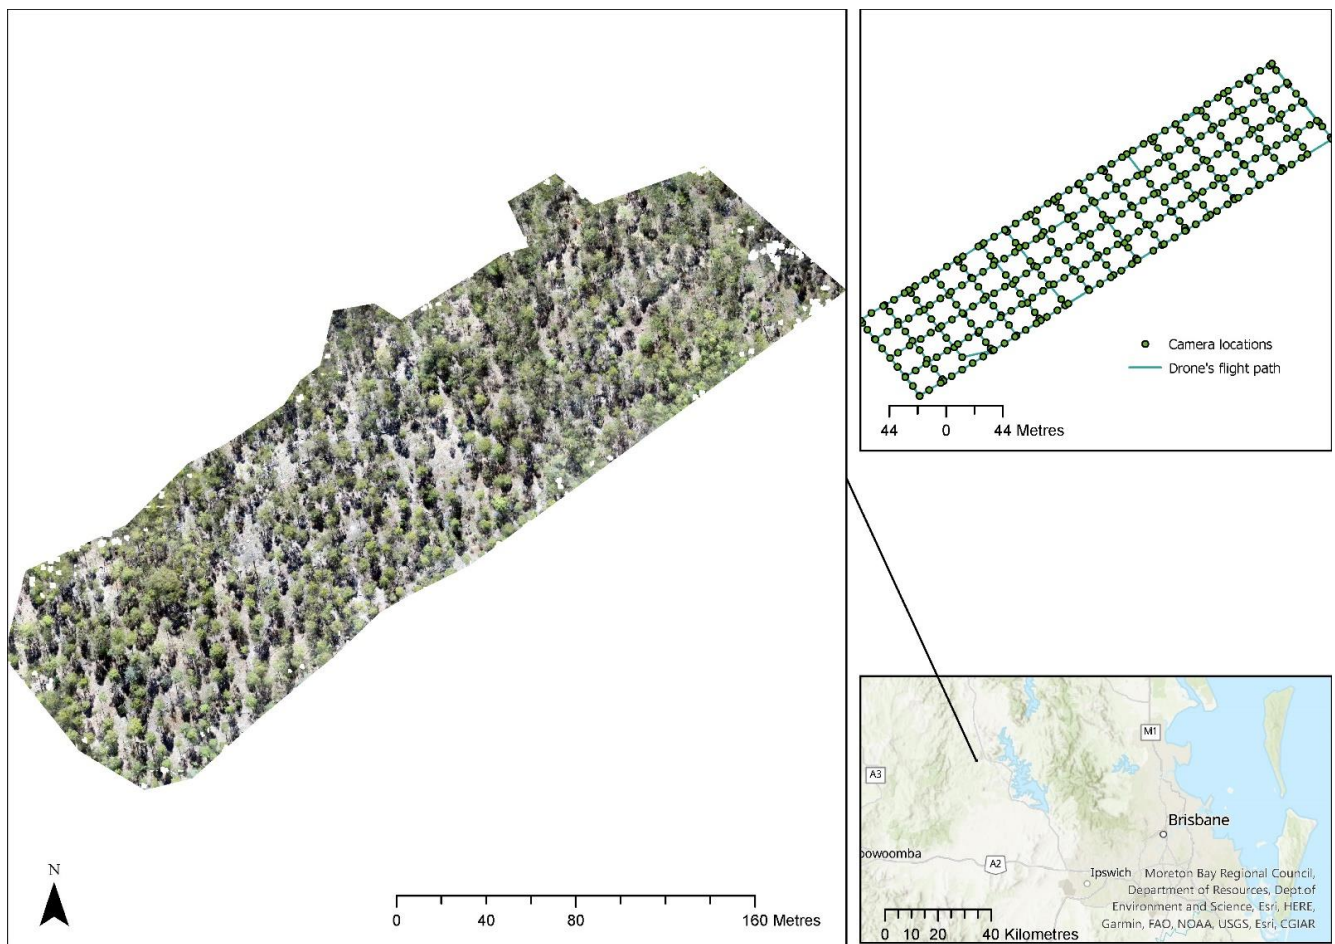 N
0 40 80 160 Metres
Camera locations
Drone's flight path
44 0 44 Metres
M1
A3
Brisbane
oowoomba
A2
Ipswich
Moreton Bay Regional Council,
Department of Resources, Dept.of
Environment and Science, Esri, HERE,
Garmin, FAO, NOAA, USGS, Esri, CGIAR
0 10 20 40 Kilometres